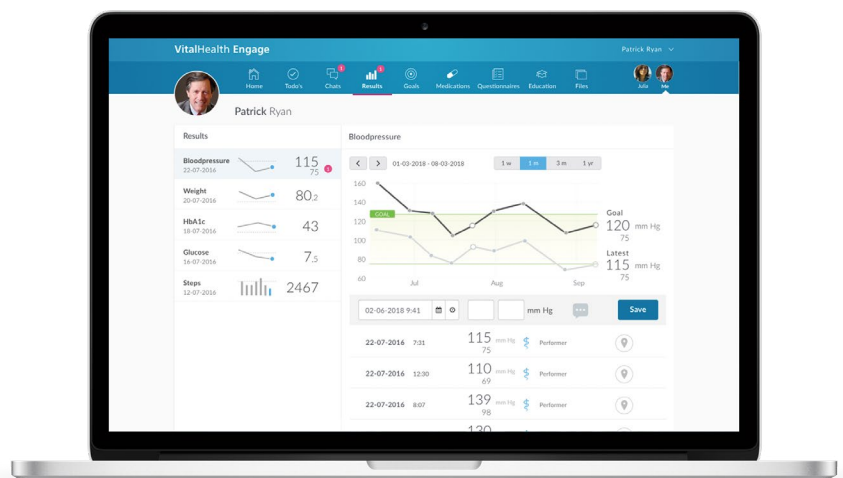 VitalHealth Engage
Patrick Ryan
1
1
Home Todo's Chats Results Goals Medications Questionnaires Education Files Julia Me
Patrick Ryan
Results
Bloodpressure
Bloodpressure
22-07-2016
115
75
1
Weight
20-07-2016
80,2
HbA1c
18-07-2016
43
Glucose
16-07-2016
7,5
Steps
12-07-2016
2467
01-03-2018 - 08-03-2018
1 w 1 m 3 m 1 yr
160
140
120
100
80
60
GOAL
Jul Aug Sep
Goal
120 mm Hg
75
Latest
115 mm Hg
75
02-06-2018 9:41 mm Hg Save
22-07-2016 7:31 115 mm Hg Performer
75
22-07-2016 12:30 110 mm Hg Performer
69
22-07-2016 8:07 139 mm Hg Performer
98
130